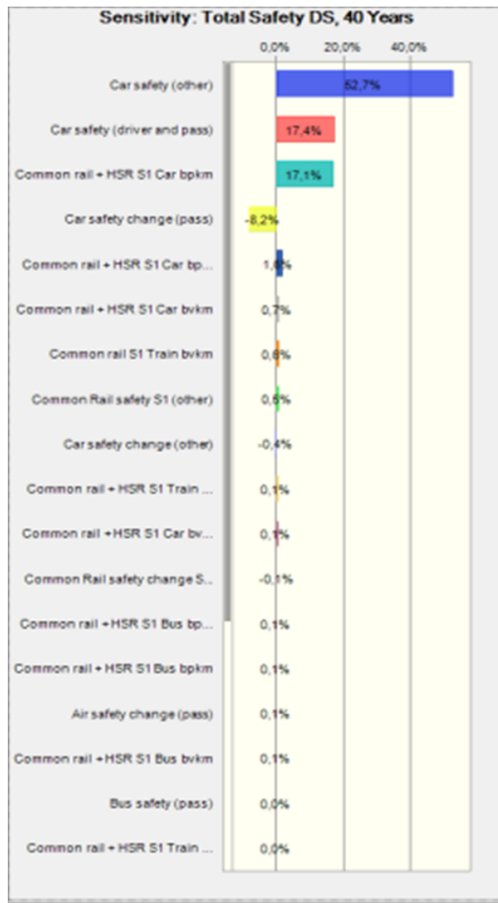 Sensitivity: Total Safety DS, 40 Years
0,0% 20,0% 40,0%
Car safety (other) 52,7%
Car safety (driver and pass) 17,4%
Common rail + HSR S1 Car bpkm 17,1%
Car safety change (pass) -8,2%
Common rail + HSR S1 Car bp...
Common rail + HSR S1 Car bvkm 0,7%
Common rail S1 Train bvkm
Common Rail safety S1 (other)
Car safety change (other) -0,4%
Common rail + HSR S1 Train ... 0,1%
Common rail +HSR S1 Car bv... 0,1%
Common Rail safety change S... -0,1%
Common rail + HSR S1 Bus bp... 0,1%
Common rail + HSR S1 Bus bpkm 0,1%
Air safety change (pass) 0,1%
Common rail +HSR S1 Bus bvkm 0,1%
Bus safety (pass) 0,0%
Common rail + HSR S1 Train ... 0,0%